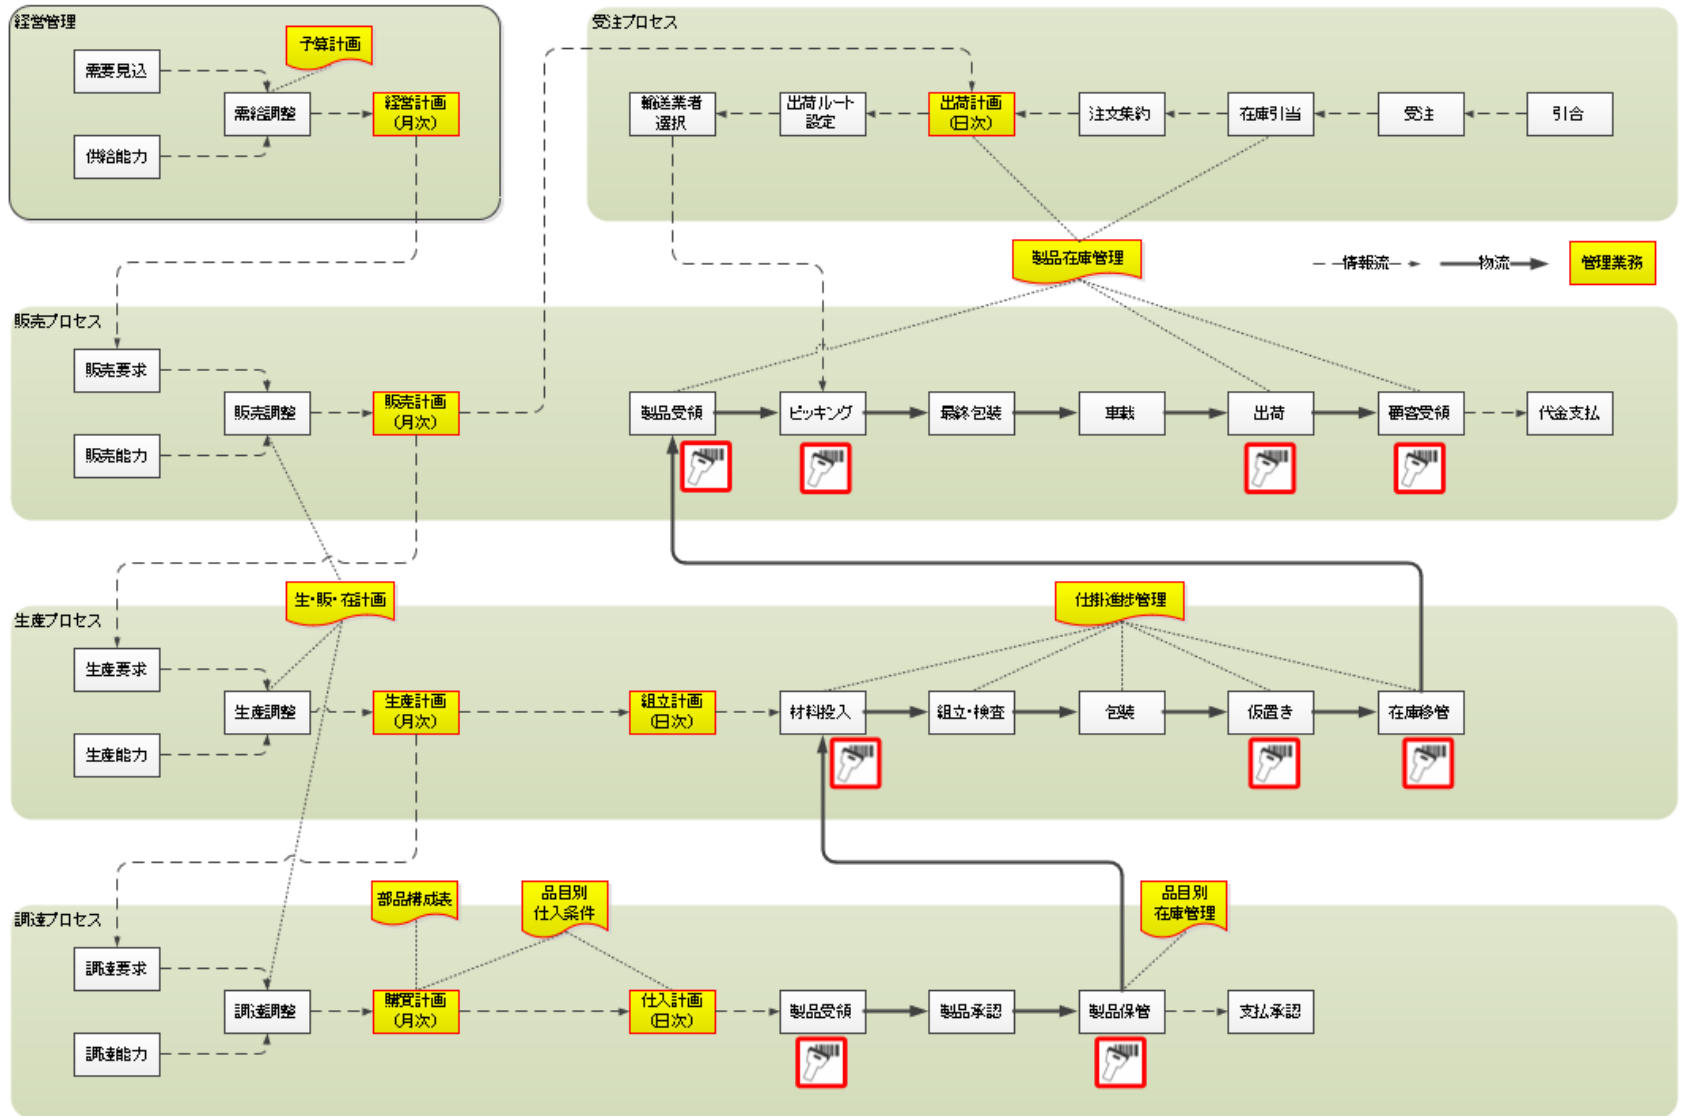 経営管理
予算計画
需要見込
需給調整
経営計画
(月次)
供給能力
受注プロセス
輸送業者
選択
出荷ルート
設定
出荷計画
(日次)
注文集約
在庫引当
受注
引合
製品在庫管理
情報流
物流
管理業務
販売プロセス
販売要求
販売調整
販売計画
(月次)
販売能力
製品受領
ピッキング
最終包装
車載
出荷
顧客受領
代金支払
生・販・在計画
仕掛進捗管理
生産プロセス
生産要求
生産調整
生産計画
(月次)
組立計画
(日次)
生産能力
材料投入
組立・検査
包装
仮置き
在庫移管
調達プロセス
部品構成表
品目別
仕入条件
品目別
在庫管理
調達要求
調達調整
購買計画
(月次)
仕入計画
(日次)
調達能力
製品受領
製品承認
製品保管
支払承認